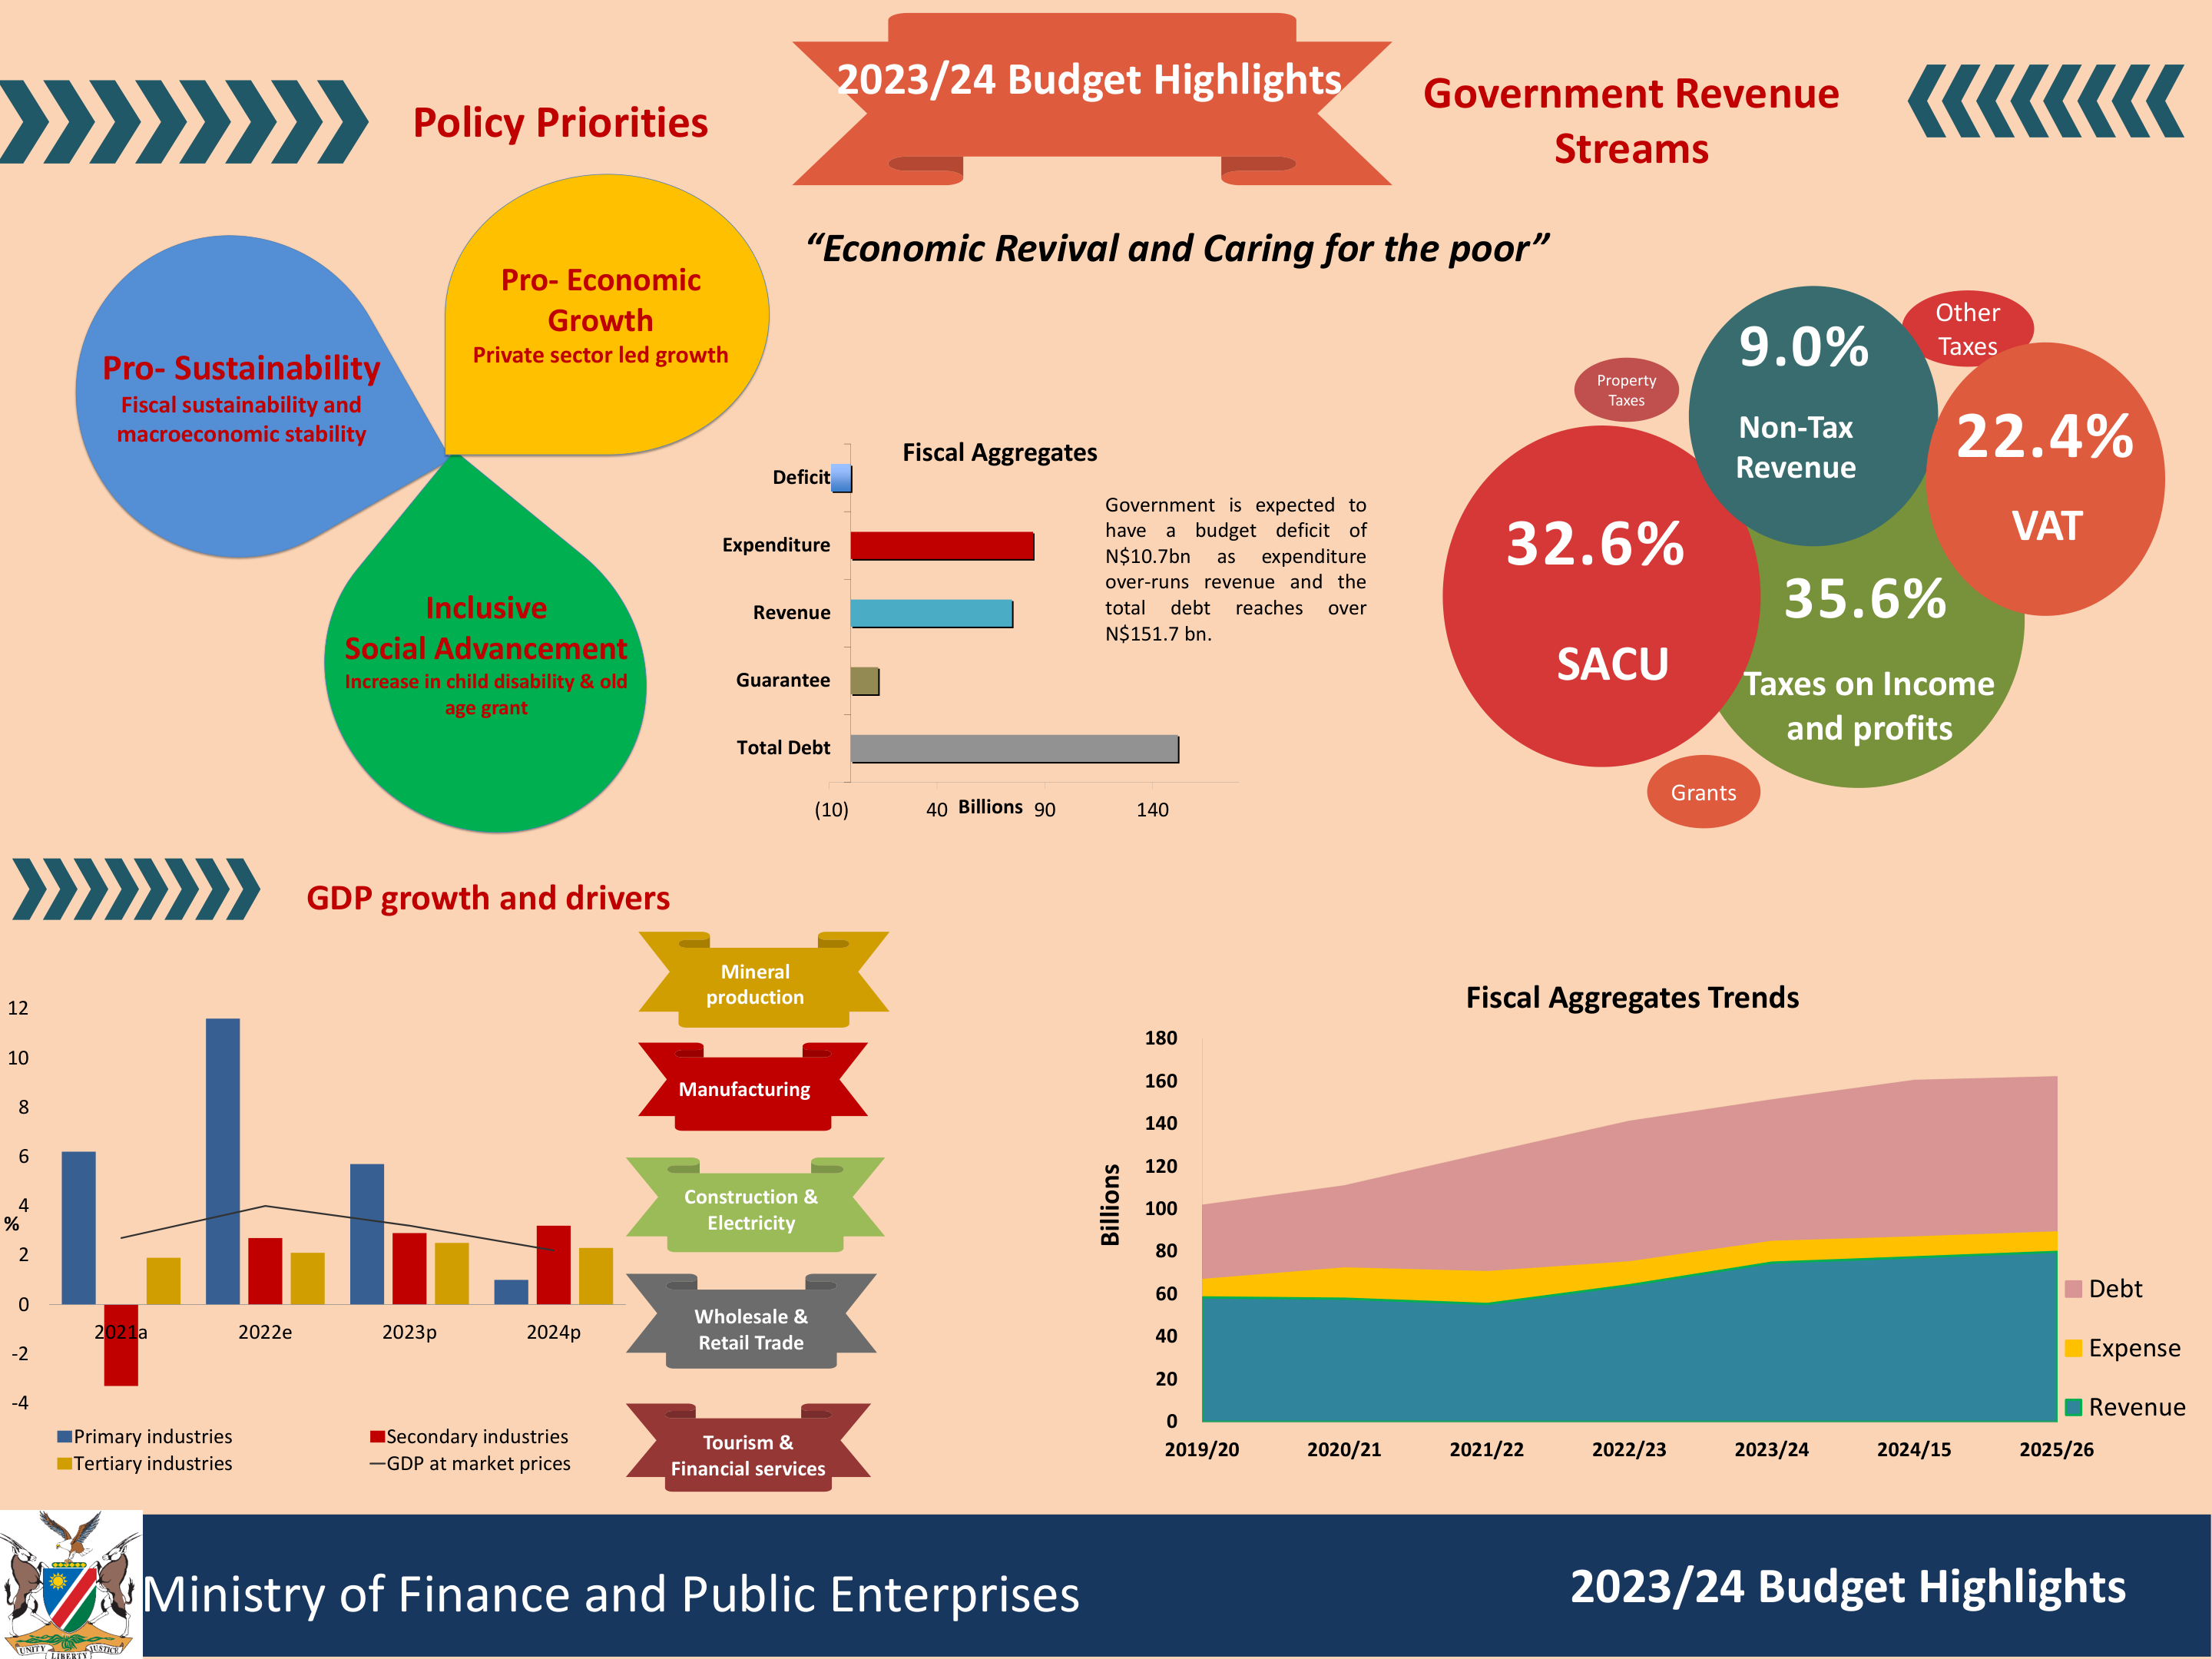 2023/24 Budget Highlights
Policy Priorities
Government Revenue
Streams
“Economic Revival and Caring for the poor”
Pro- Economic
Growth
Private sector led growth
Pro- Sustainability
Fiscal sustainability and
macroeconomic stability
Inclusive
Social Advancement
Increase in child disability & old
age grant
Fiscal Aggregates
Deficit
Expenditure
Revenue
Guarantee
Total Debt
(10)
40
Billions
90
140
Government is expected to
have a budget deficit of
N$10.7bn as expenditure
over-runs revenue and the
total debt reaches over
N$151.7 bn.
Other
Taxes
Property
Taxes
9.0%
Non-Tax
Revenue
22.4%
VAT
32.6%
SACU
35.6%
Taxes on Income
and profits
Grants
GDP growth and drivers
12
10
8
6
4
%
2
0
-2
-4
2021a
2022e
2023p
2024p
Primary industries
Secondary industries
Tertiary industries
GDP at market prices
Mineral
production
Manufacturing
Construction &
Electricity
Wholesale &
Retail Trade
Tourism &
Financial services
Fiscal Aggregates Trends
Billions
180
160
140
120
100
80
60
40
20
0
2019/20
2020/21
2021/22
2022/23
2023/24
2024/15
2025/26
Debt
Expense
Revenue
UNITY
LIBERTY
JUSTICE
Ministry of Finance and Public Enterprises
2023/24 Budget Highlights